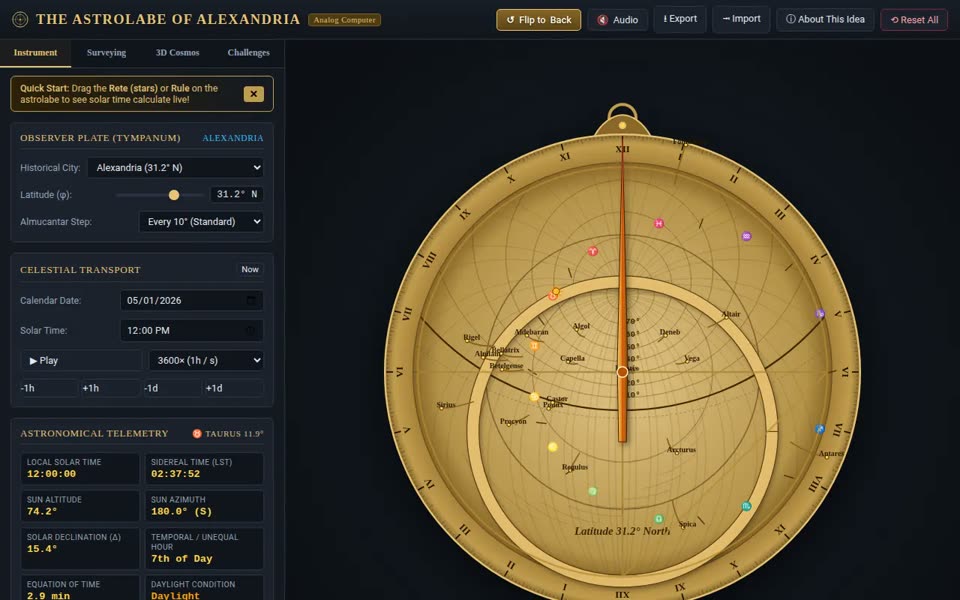 THE ASTROLABE OF ALEXANDRIA
Analog Computer
↺ Flip to Back
🔇 Audio
Export
Import
ⓘ About This Idea
⟲ Reset All
Instrument
Surveying
3D Cosmos
Challenges
Quick Start: Drag the Rete (stars) or Rule on the
astrolabe to see solar time calculate live!
✕
OBSERVER PLATE (TYMPANUM)
ALEXANDRIA
Historical City:
Alexandria (31.2° N)
Latitude (φ):
31.2° N
Almucantar Step:
Every 10° (Standard)
CELESTIAL TRANSPORT
Now
Calendar Date:
05/01/2026
Solar Time:
12:00 PM
▶ Play
3600× (1h / s)
-1h
+1h
-1d
+1d
ASTRONOMICAL TELEMETRY
♉ TAURUS 11.9°
LOCAL SOLAR TIME
12:00:00
SIDEREAL TIME (LST)
02:37:52
SUN ALTITUDE
74.2°
SUN AZIMUTH
180.0° (S)
SOLAR DECLINATION (Δ)
15.4°
TEMPORAL / UNEQUAL
HOUR
7th of Day
EQUATION OF TIME
2.9 min
DAYLIGHT CONDITION
Daylight
XII
I
II
III
IV
V
VI
VII
VIII
IX
X
XI
XII
I
II
III
IV
V
VI
VII
VIII
IX
X
XI
♓
♈
♒
♉
♑
♐
♏
♎
♍
♌
Altair
Algol
Deneb
Aldebaran
Rigel
Bellatrix
Capella
Vega
Betelgeuse
Sirius
Castor
Pollux
Procyon
Arcturus
Antares
Regulus
Spica
70°
10°
Latitude 31.2° North